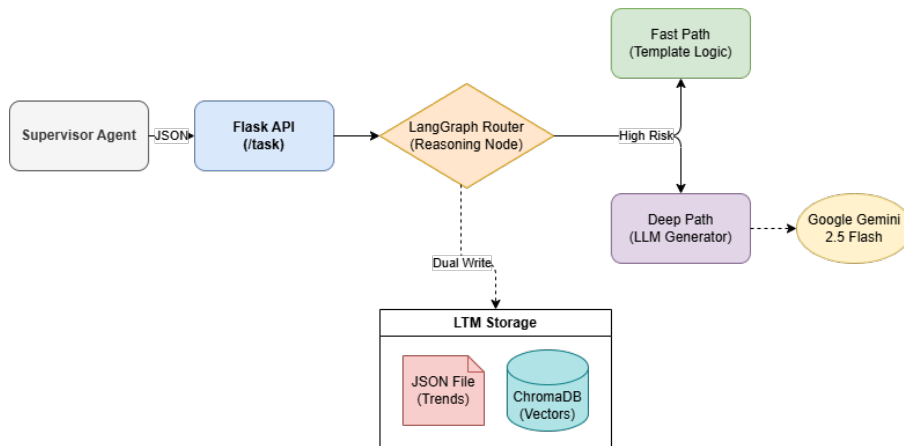 Supervisor Agent
JSON
Flask API
(/task)
LangGraph Router
(Reasoning Node)
High Risk
Fast Path
(Template Logic)
Deep Path
(LLM Generator)
Google Gemini
2.5 Flash
Dual Write
LTM Storage
JSON File
(Trends)
ChromaDB
(Vectors)